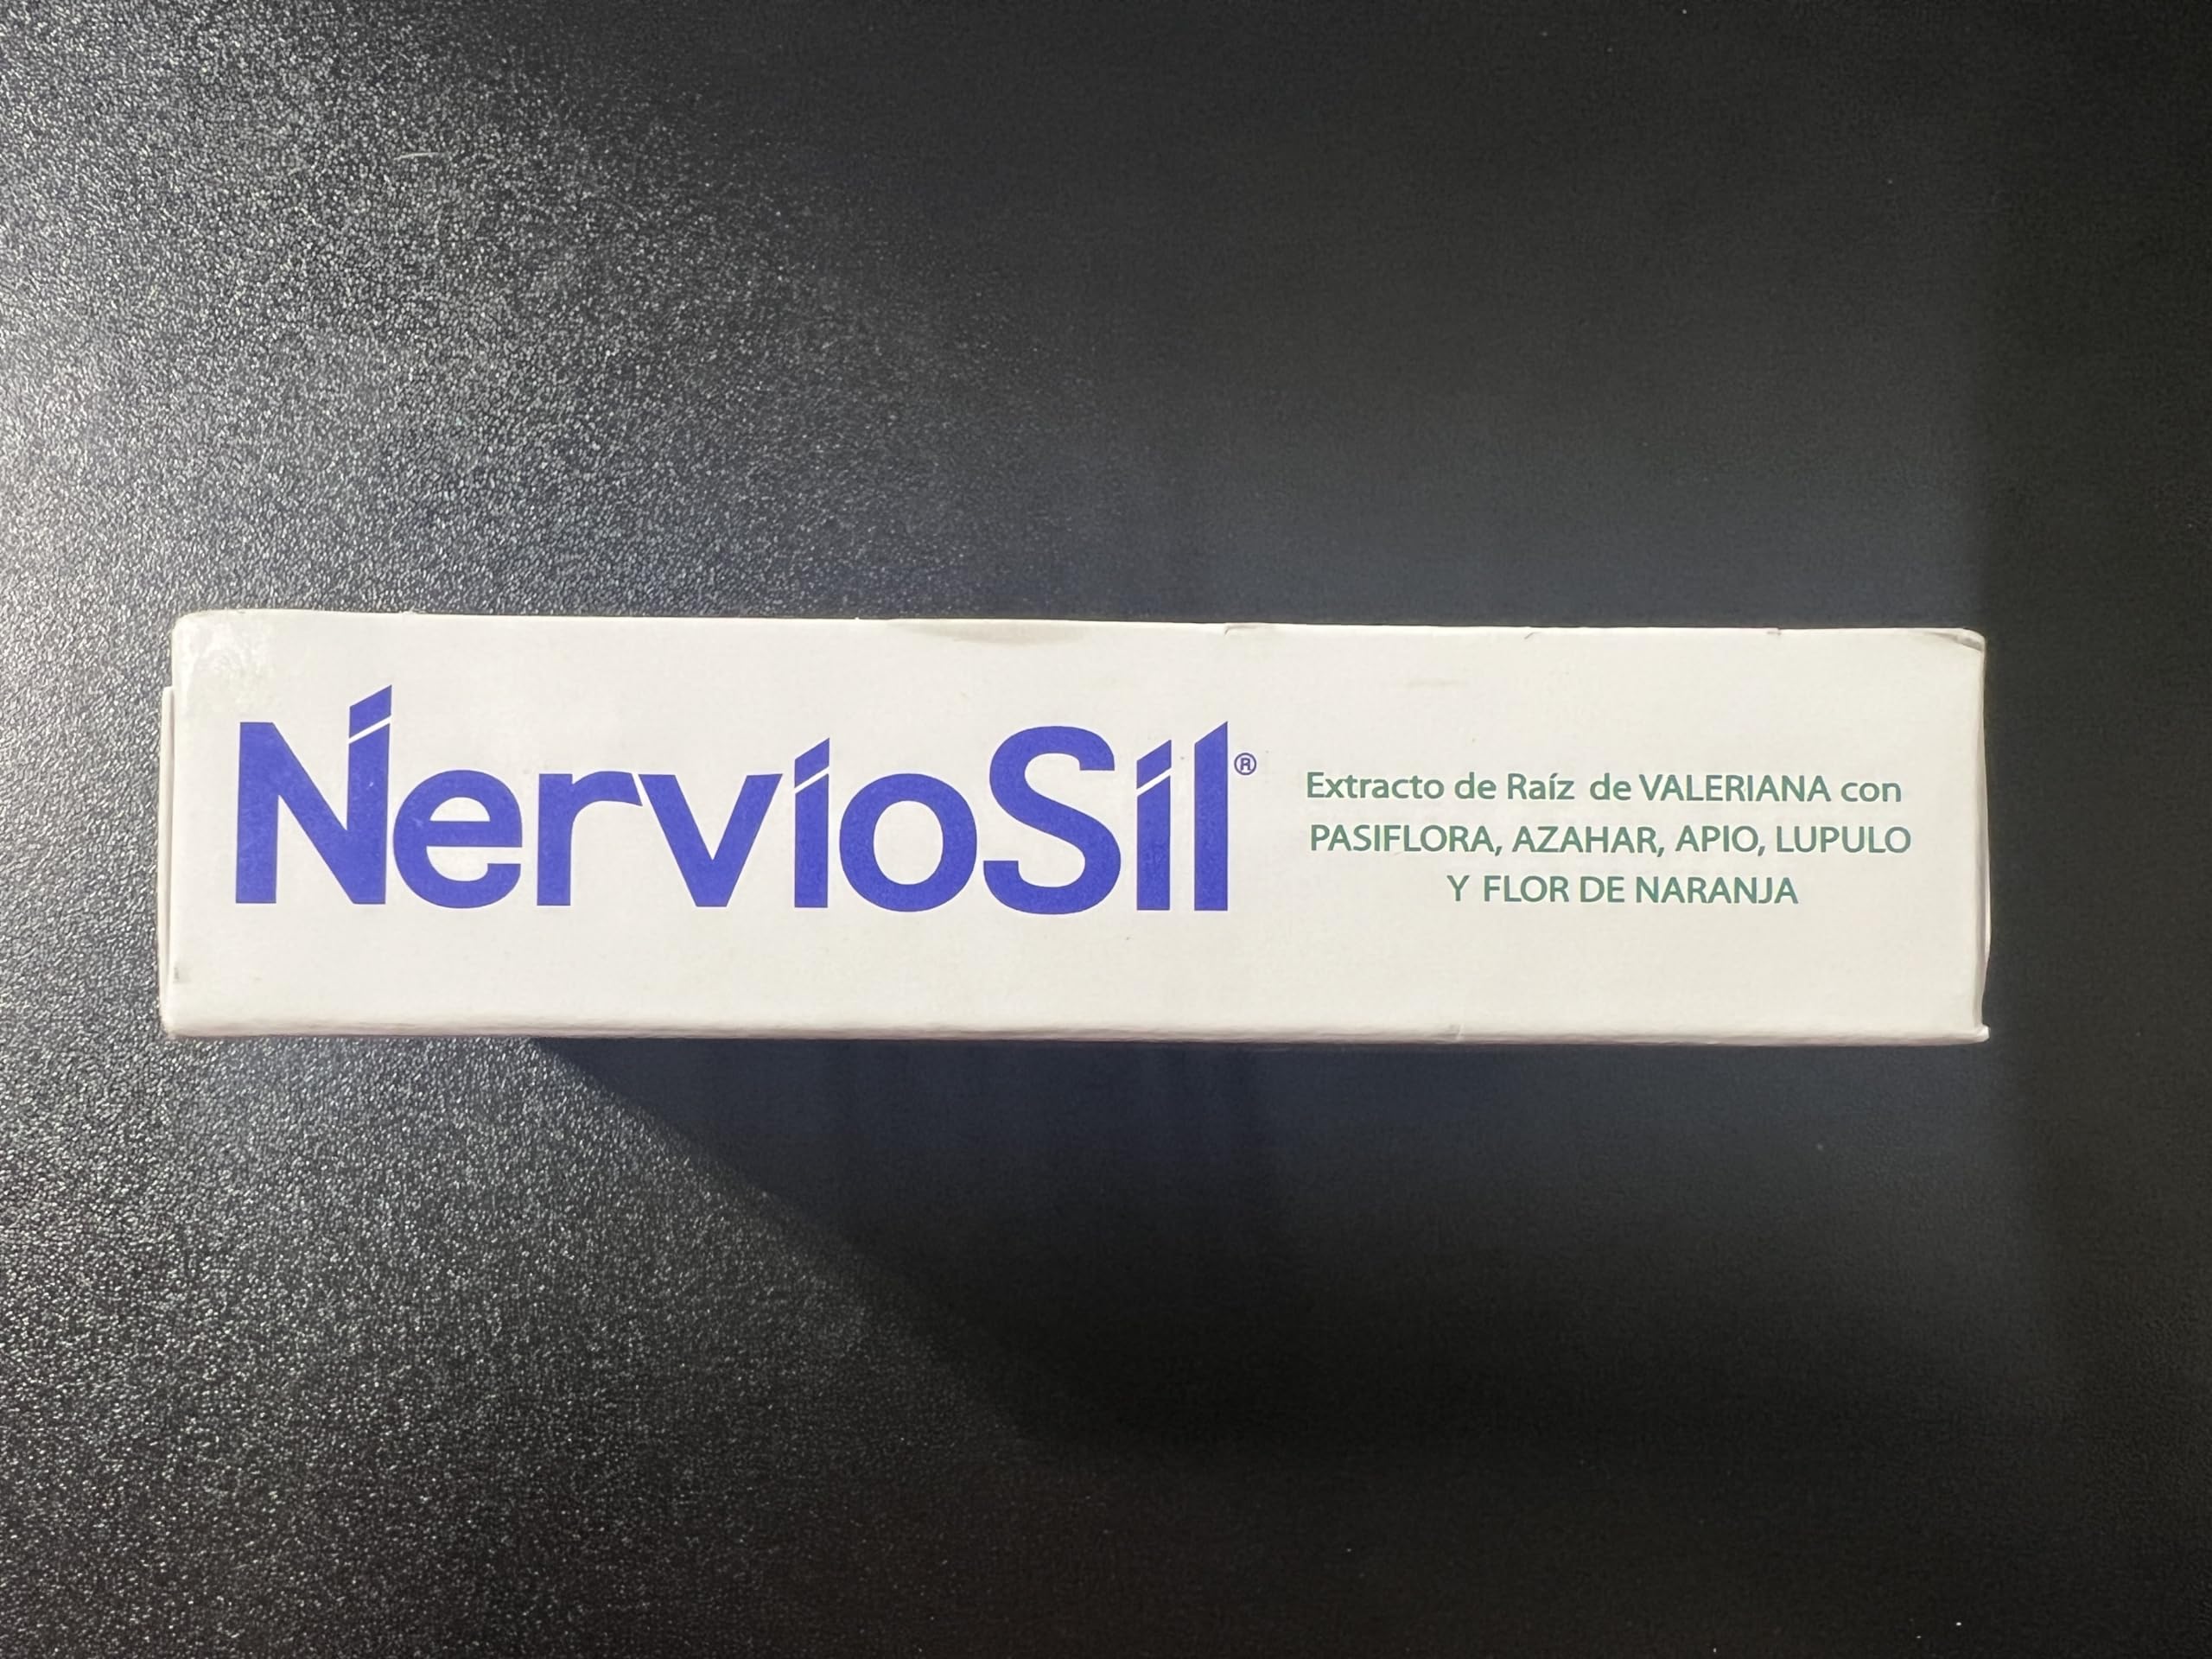 NervioSil®
Extracto de Raíz de VALERIANA con
PASIFLORA, AZAHAR, APIO, LUPULO
Y FLOR DE NARANJA